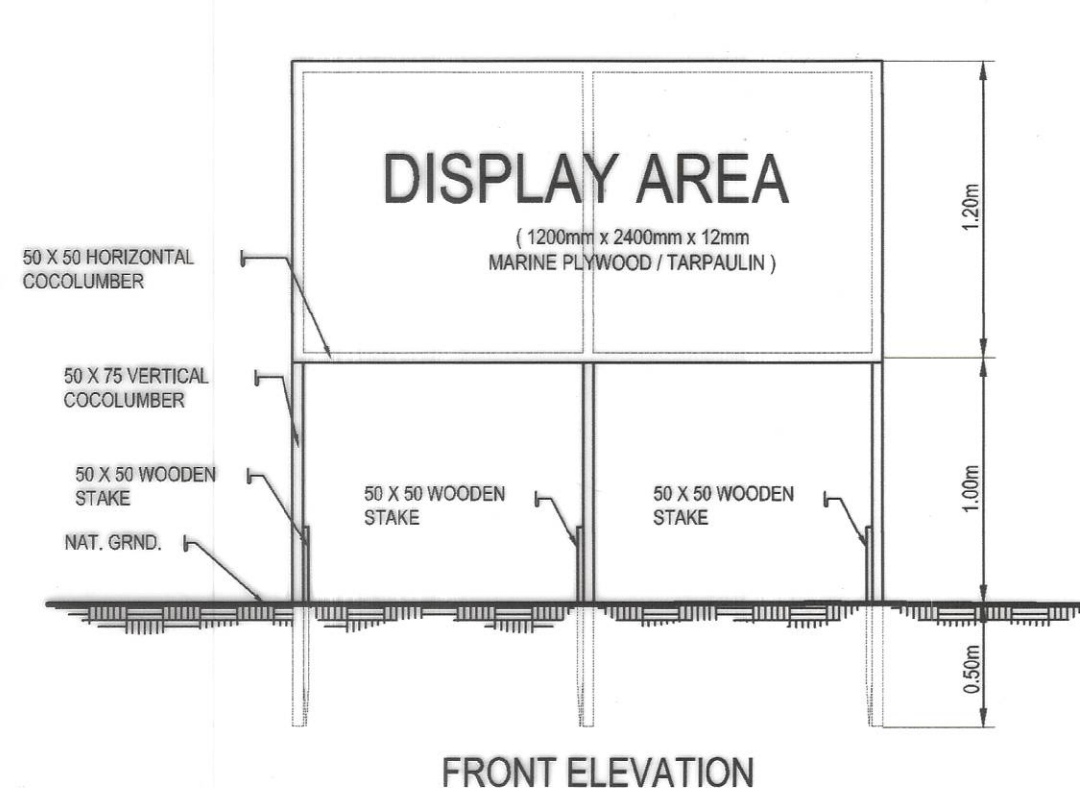 DISPLAY AREA
( 1200mm x 2400mm x 12mm
MARINE PLYWOOD / TARPAULIN )
1.20m
50 X 50 HORIZONTAL
COCOLUMBER
50 X 75 VERTICAL
COCOLUMBER
50 X 50 WOODEN
STAKE
50 X 50 WOODEN
STAKE
50 X 50 WOODEN
STAKE
1.00m
NAT. GRND.
0.50m
FRONT ELEVATION